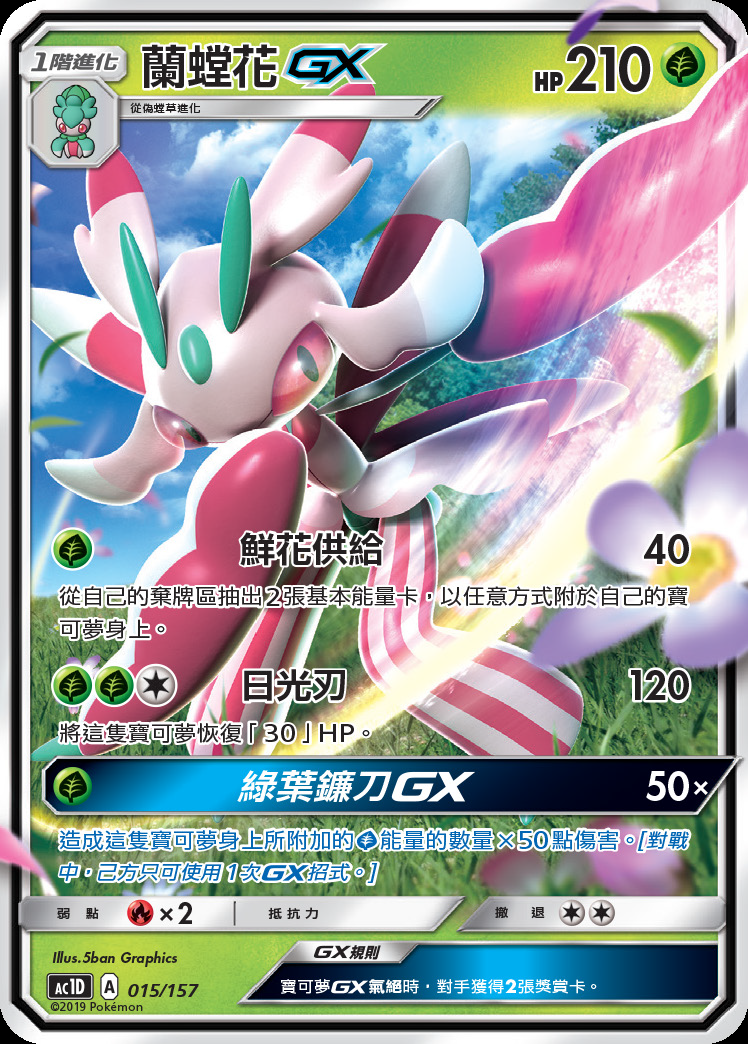 1階進化
蘭螳花GX
HP210
從偽螳草進化
鮮花供給 40
從自己的棄牌區抽出2張基本能量卡，以任意方式附於自己的寶
可夢身上。
日光刃 120
將這隻寶可夢恢復「30」HP。
綠葉鐮刀GX 50×
造成這隻寶可夢身上所附加的能量的數量×50點傷害。[對戰
中，己方只可使用1次GX招式。]
弱點 ×2 抵抗力 撤退
Illus.5ban Graphics
GX規則
AC1D A 015/157
寶可夢GX氣絕時，對手獲得2張獎賞卡。
©2019 Pokémon